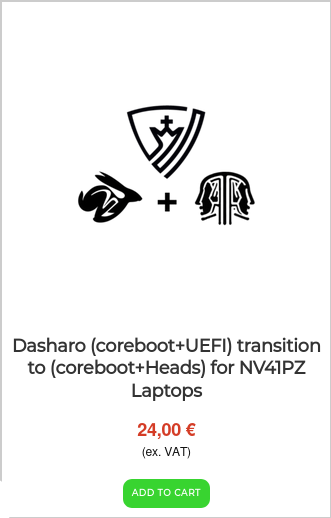 Dasharo (coreboot+UEFI) transition
to (coreboot+Heads) for NV41PZ
Laptops
24,00 €
(ex. VAT)
ADD TO CART